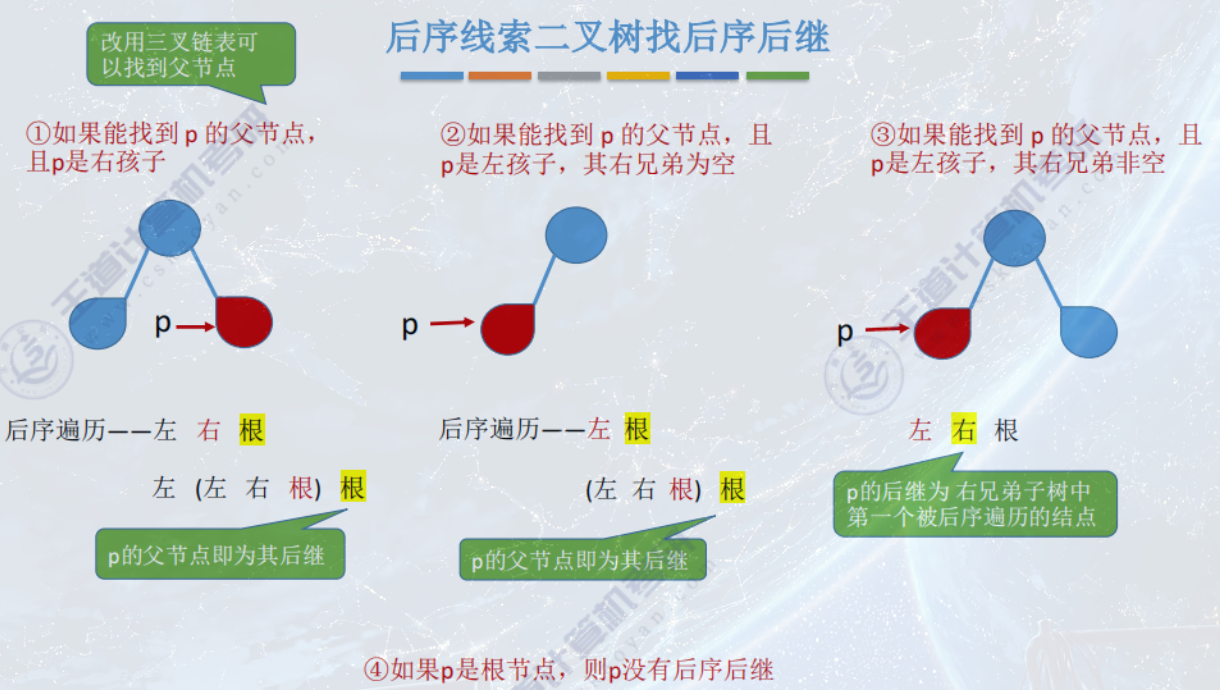 后序线索二叉树找后序后继
改用三叉链表可
以找到父节点
①如果能找到 p 的父节点，
且p是右孩子
p
后序遍历——左 右 根
左 (左 右 根) 根
p的父节点即为其后继
②如果能找到 p 的父节点，且
p是左孩子，其右兄弟为空
p
后序遍历——左 根
(左 右 根) 根
p的父节点即为其后继
③如果能找到 p 的父节点，且
p是左孩子，其右兄弟非空
p
左 右 根
p的后继为 右兄弟子树中
第一个被后序遍历的结点
④如果p是根节点，则p没有后序后继